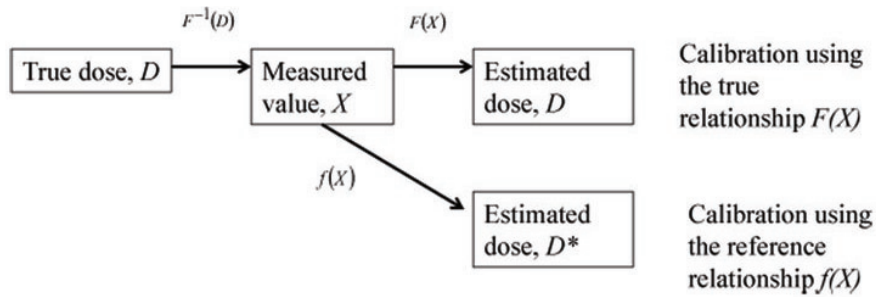 F⁻¹(D)
F(X)
True dose, D
Measured
value, X
Estimated
dose, D
Calibration using
the true
relationship F(X)
f(X)
Estimated
dose, D*
Calibration using
the reference
relationship f(X)